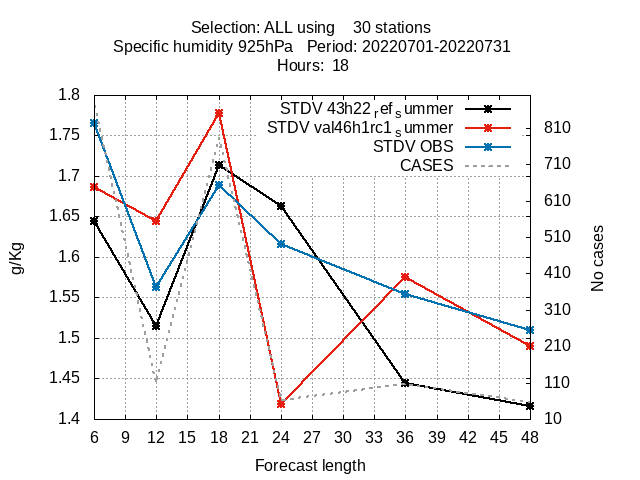 Selection: ALL using    30 stations
Specific humidity 925hPa   Period: 20220701-20220731
Hours:  18
STDV 43h22ref_summer
STDV val46h1rc1_summer
STDV OBS
CASES
1.8
1.75
1.7
1.65
1.6
1.55
1.5
1.45
1.4
g/Kg
810
710
610
510
410
310
210
110
10
No cases
6 9 12 15 18 21 24 27 30 33 36 39 42 45 48
Forecast length